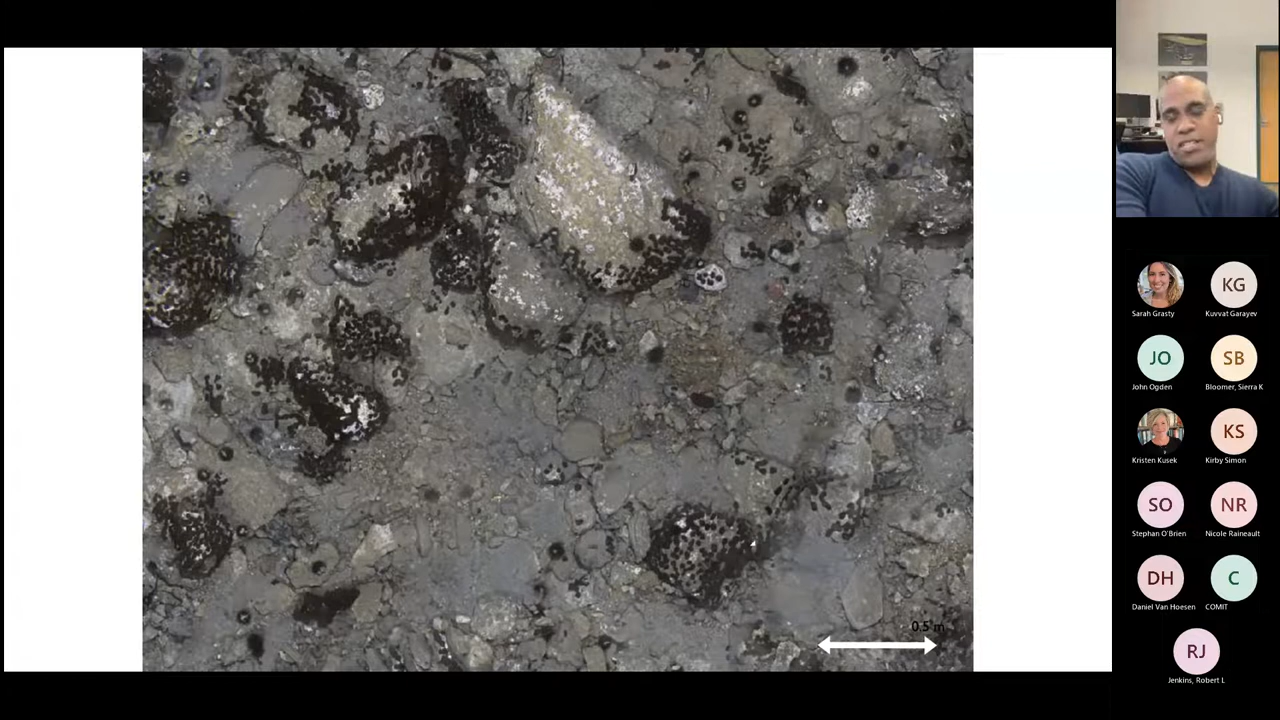 0.5 m
Sarah Grasty
KG
Kuvvat Garayev
JO
John Ogden
SB
Bloomer, Sierra K
Kristen Kusek
KS
Kirby Simon
SO
Stephan O'Brien
NR
Nicole Raineault
DH
Daniel Van Hoesen
C
COMIT
RJ
Jenkins, Robert L